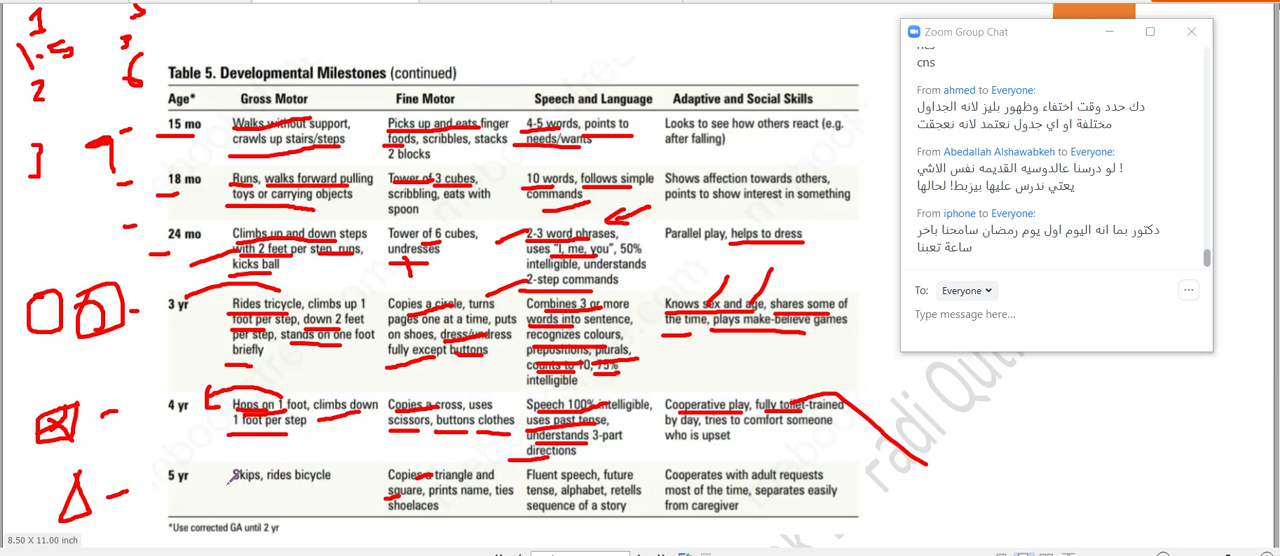 1
1-5
2
3
3
6
Table 5. Developmental Milestones (continued)
Age* Gross Motor Fine Motor Speech and Language Adaptive and Social Skills
15 mo
Walks without support,
crawls up stairs/steps
Picks up and eats finger
foods, scribbles, stacks
2 blocks
4-5 words, points to
needs/wants
Looks to see how others react (e.g.
after falling)
18 mo
Runs, walks forward pulling
toys or carrying objects
Tower of 3 cubes,
scribbling, eats with
spoon
10 words, follows simple
commands
Shows affection towards others,
points to show interest in something
24 mo
Climbs up and down steps
with 2 feet per step, runs,
kicks ball
Tower of 6 cubes,
undresses
2-3 word phrases,
uses "I, me, you", 50%
intelligible, understands
2-step commands
Parallel play, helps to dress
3 yr
Rides tricycle, climbs up 1
foot per step, down 2 feet
per step, stands on one foot
briefly
Copies a circle, turns
pages one at a time, puts
on shoes, dress/undress
fully except buttons
Combines 3 or more
words into sentence,
recognizes colours,
prepositions, plurals,
counts to 10, 75%
intelligible
Knows sex and age, shares some of
the time, plays make-believe games
4 yr
Hops on 1 foot, climbs down
1 foot per step
Copies a cross, uses
scissors, buttons clothes
Speech 100% intelligible,
uses past tense,
understands 3-part
directions
Cooperative play, fully toilet-trained
by day, tries to comfort someone
who is upset
5 yr
Skips, rides bicycle
Copies a triangle and
square, prints name, ties
shoelaces
Fluent speech, future
tense, alphabet, retells
sequence of a story
Cooperates with adult requests
most of the time, separates easily
from caregiver
*Use corrected GA until 2 yr
8.50 x 11.00 inch
Zoom Group Chat
cns
From ahmed to Everyone:
دك حدد وقت اختفاء وظهور بليز لانه الجداول
مختلفة او اي جدول نعتمد لانه نعجقت
From Abedallah Alshawabkeh to Everyone:
! لو درسنا عالدوسيه القديمه نفس الاشي
يعتي ندرس عليها بيزبط! لحالها
From iphone to Everyone:
دكتور بما انه اليوم اول يوم رمضان سامحنا باخر
ساعة تعبنا
To: Everyone
Type message here...